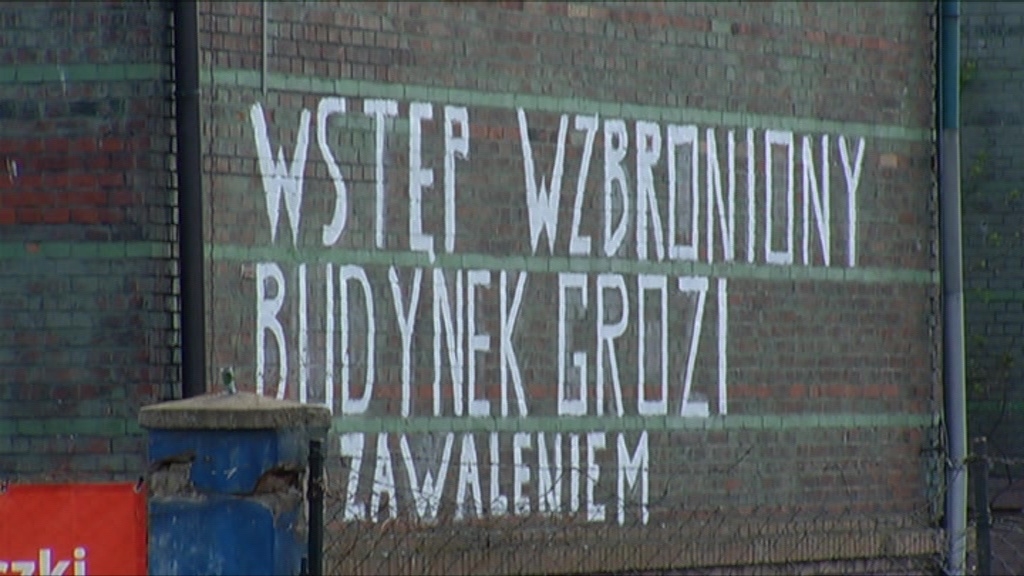 WSTĘP WZBRONIONY
BUDYNEK GROZI
ZAWALENIEM